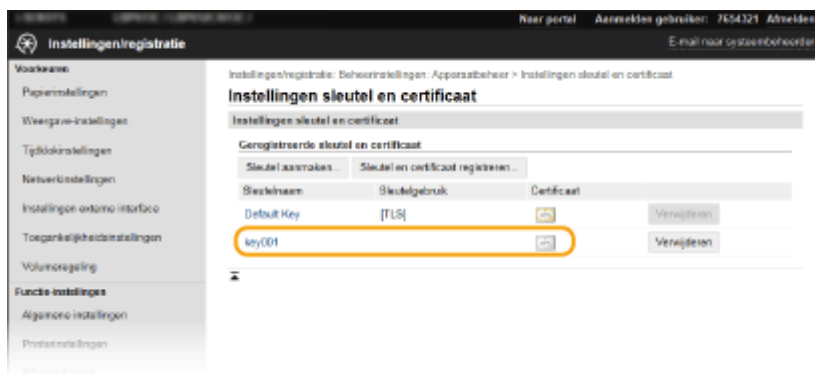 Naar portal Aanmelden gebruiker: 7654321 Afmelden
Instellingen/registratie
E-mail naar systeembeheerder
Voorkeuren
Papierinstellingen
Weergave-instellingen
Tijdklokinstellingen
Netwerkinstellingen
Instellingen externe interface
Toegankelijkheidsinstellingen
Volumeregeling
Functie-instellingen
Algemene instellingen
Printerinstellingen
Instellingen/registratie: Beheerinstellingen: Apparaatbeheer > Instellingen sleutel en certificaat
Instellingen sleutel en certificaat
Instellingen sleutel en certificaat
Geregistreerde sleutel en certificaat
Sleutel aanmaken... Sleutel en certificaat registreren...
Sleutelnaam Sleutelgebruik Certificaat
Default Key [TLS] Verwijderen
key001 Verwijderen